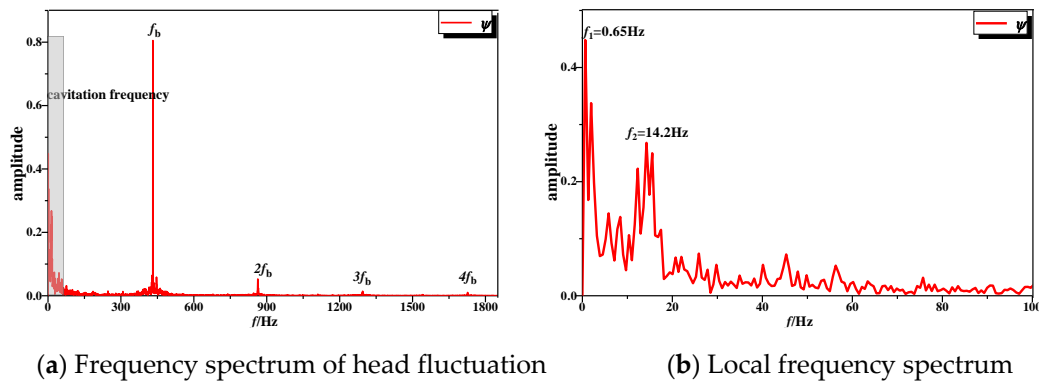 f_b
ψ
0.8
cavitation frequency
0.6
0.4
0.2
0.0
amplitude
2f_b
3f_b
4f_b
0 300 600 900 1200 1500 1800
f/Hz
(a) Frequency spectrum of head fluctuation
f₁=0.65Hz
ψ
0.4
f₂=14.2Hz
0.2
0.0
amplitude
0 20 40 60 80 100
f/Hz
(b) Local frequency spectrum